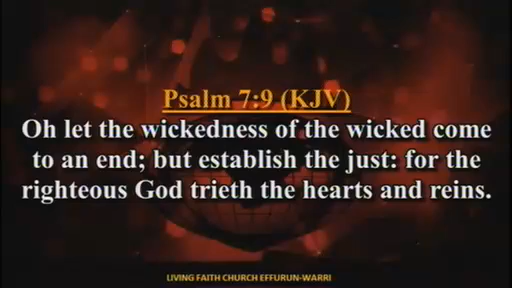 Psalm 7:9 (KJV)
Oh let the wickedness of the wicked come
to an end; but establish the just: for the
righteous God trieth the hearts and reins.
LIVING FAITH CHURCH EFFURUN-WARRI